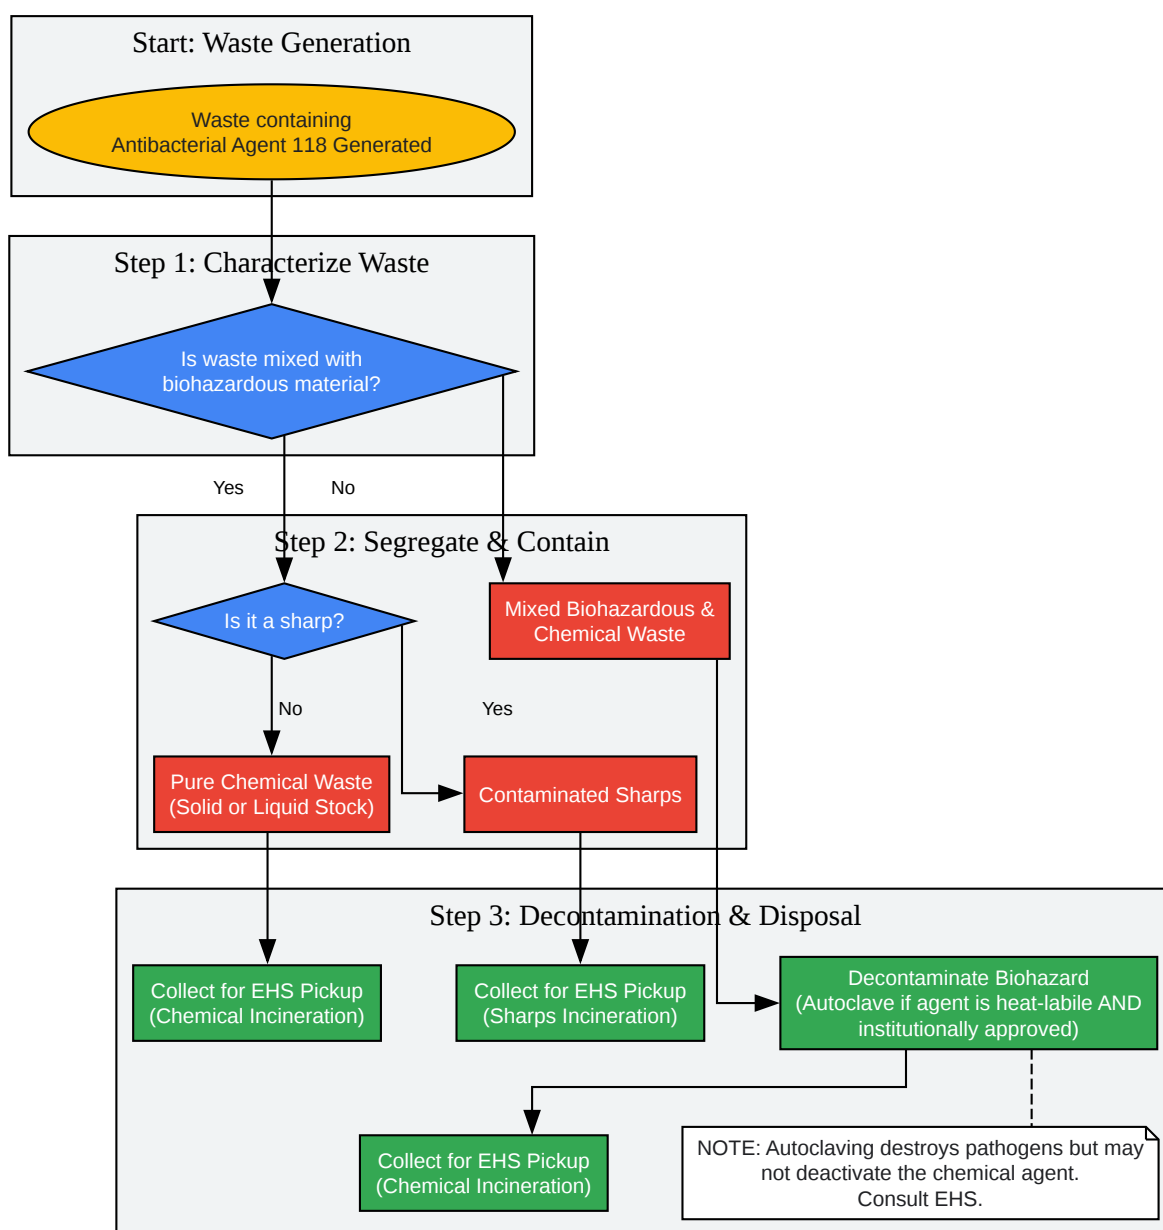 Start: Waste Generation
Waste containing
Antibacterial Agent 118 Generated
Step 1: Characterize Waste
Is waste mixed with
biohazardous material?
Yes
No
Step 2: Segregate & Contain
Is it a sharp?
Mixed Biohazardous &
Chemical Waste
No
Yes
Pure Chemical Waste
(Solid or Liquid Stock)
Contaminated Sharps
Step 3: Decontamination & Disposal
Collect for EHS Pickup
(Chemical Incineration)
Collect for EHS Pickup
(Sharps Incineration)
Decontaminate Biohazard
(Autoclave if agent is heat-labile AND
institutionally approved)
Collect for EHS Pickup
(Chemical Incineration)
NOTE: Autoclaving destroys pathogens but may
not deactivate the chemical agent.
Consult EHS.